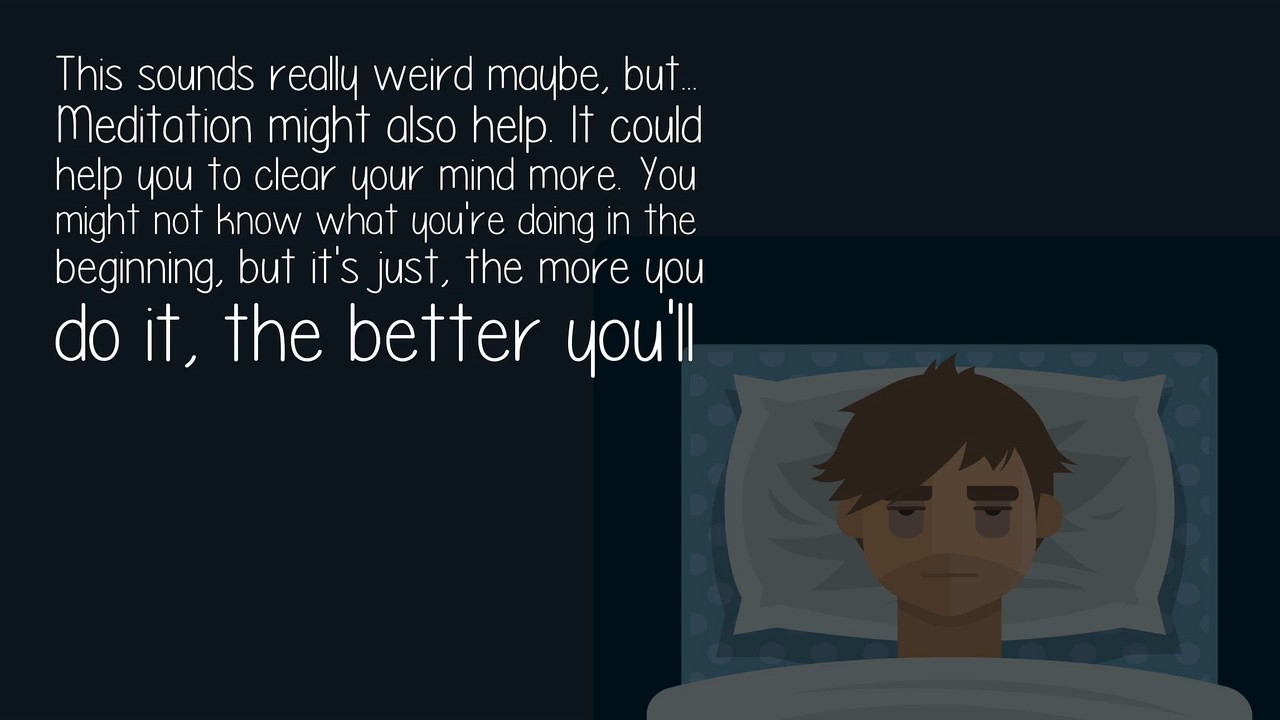 This sounds really weird maybe, but...
Meditation might also help. It could
help you to clear your mind more. You
might not know what you're doing in the
beginning, but it's just, the more you
do it, the better you'll